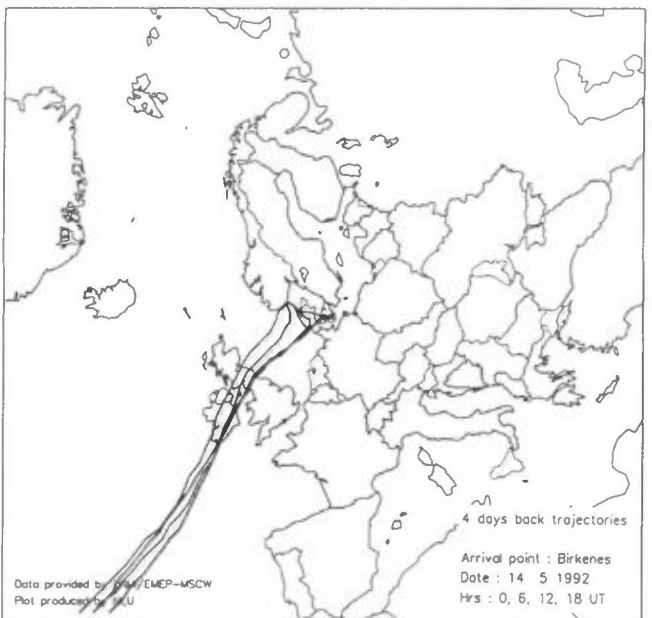 4 days back trajectories
Arrival point : Birkenes
Date : 14 5 1992
Hrs : 0, 6, 12, 18 UT
Data provided by /EMEP-MSCW
Plot produced by